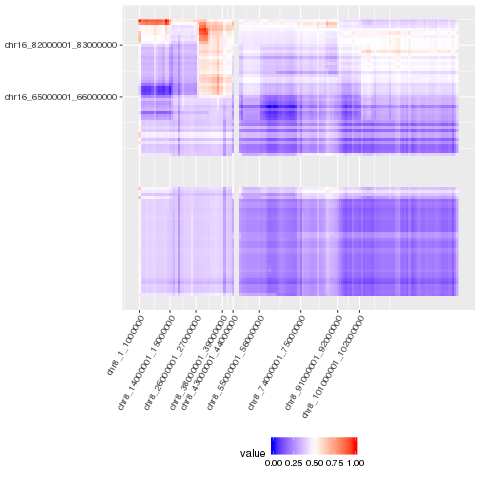 chr16_82000001_83000000
chr16_65000001_66000000
chr8_1_1000000
chr8_14000001_15000000
chr8_26000001_27000000
chr8_38000001_39000000
chr8_43000001_44000000
chr8_55000001_56000000
chr8_74000001_75000000
chr8_91000001_92000000
chr8_101000001_102000000
value
0.00 0.25 0.50 0.75 1.00